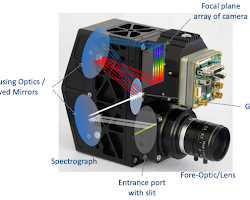 Focal plane
array of camera
using Optics /
ved Mirrors
G
Spectrograph
Fore-Optic/Lens
Entrance port
with slit